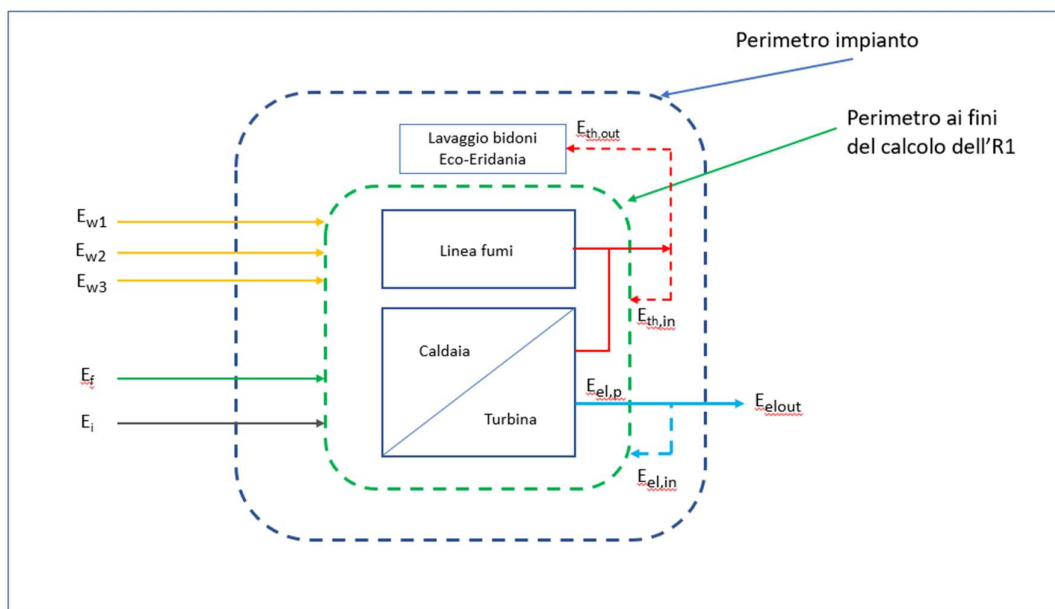 Perimetro impianto
Perimetro ai fini
del calcolo dell'R1
Lavaggio bidoni
Eco-Eridania
Eth,out
Ew1
Ew2
Ew3
Linea fumi
Eth,in
Caldaia
Ef
Eel,p
Eelout
Ei
Turbina
Eel,in